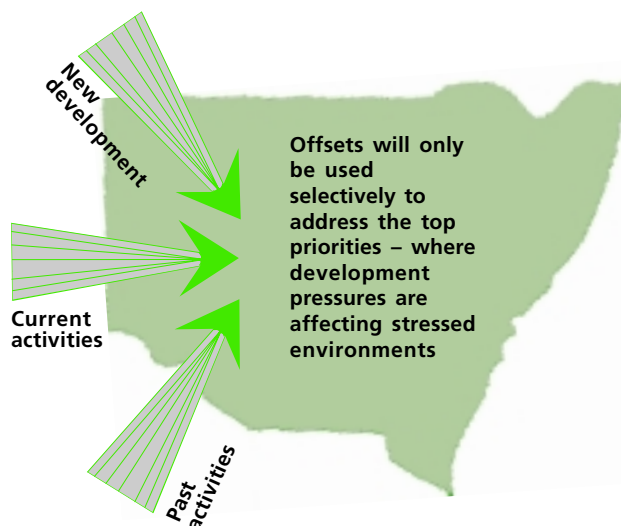 New
development
Offsets will only
be used
selectively to
address the top
priorities – where
development
pressures are
affecting stressed
environments
Current
activities
Past
activities